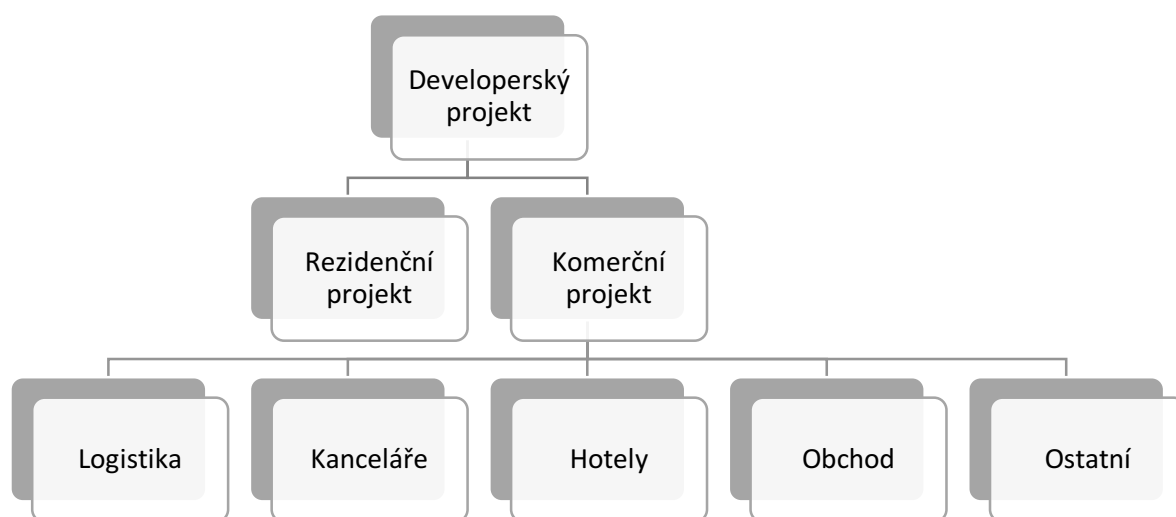 Developerský
projekt
Rezidenční
projekt
Komerční
projekt
Logistika
Kanceláře
Hotely
Obchod
Ostatní